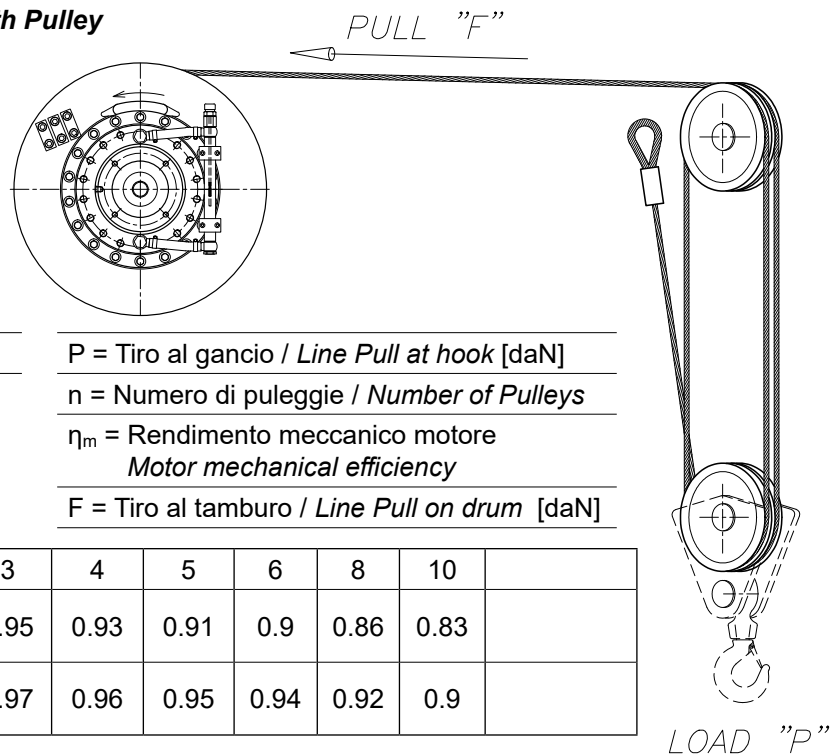 th Pulley
PULL "F"
P = Tiro al gancio / Line Pull at hook [daN]
n = Numero di puleggie / Number of Pulleys
ηm = Rendimento meccanico motore
Motor mechanical efficiency
F = Tiro al tamburo / Line Pull on drum [daN]
3 4 5 6 8 10
.95 0.93 0.91 0.9 0.86 0.83
.97 0.96 0.95 0.94 0.92 0.9
LOAD "P"